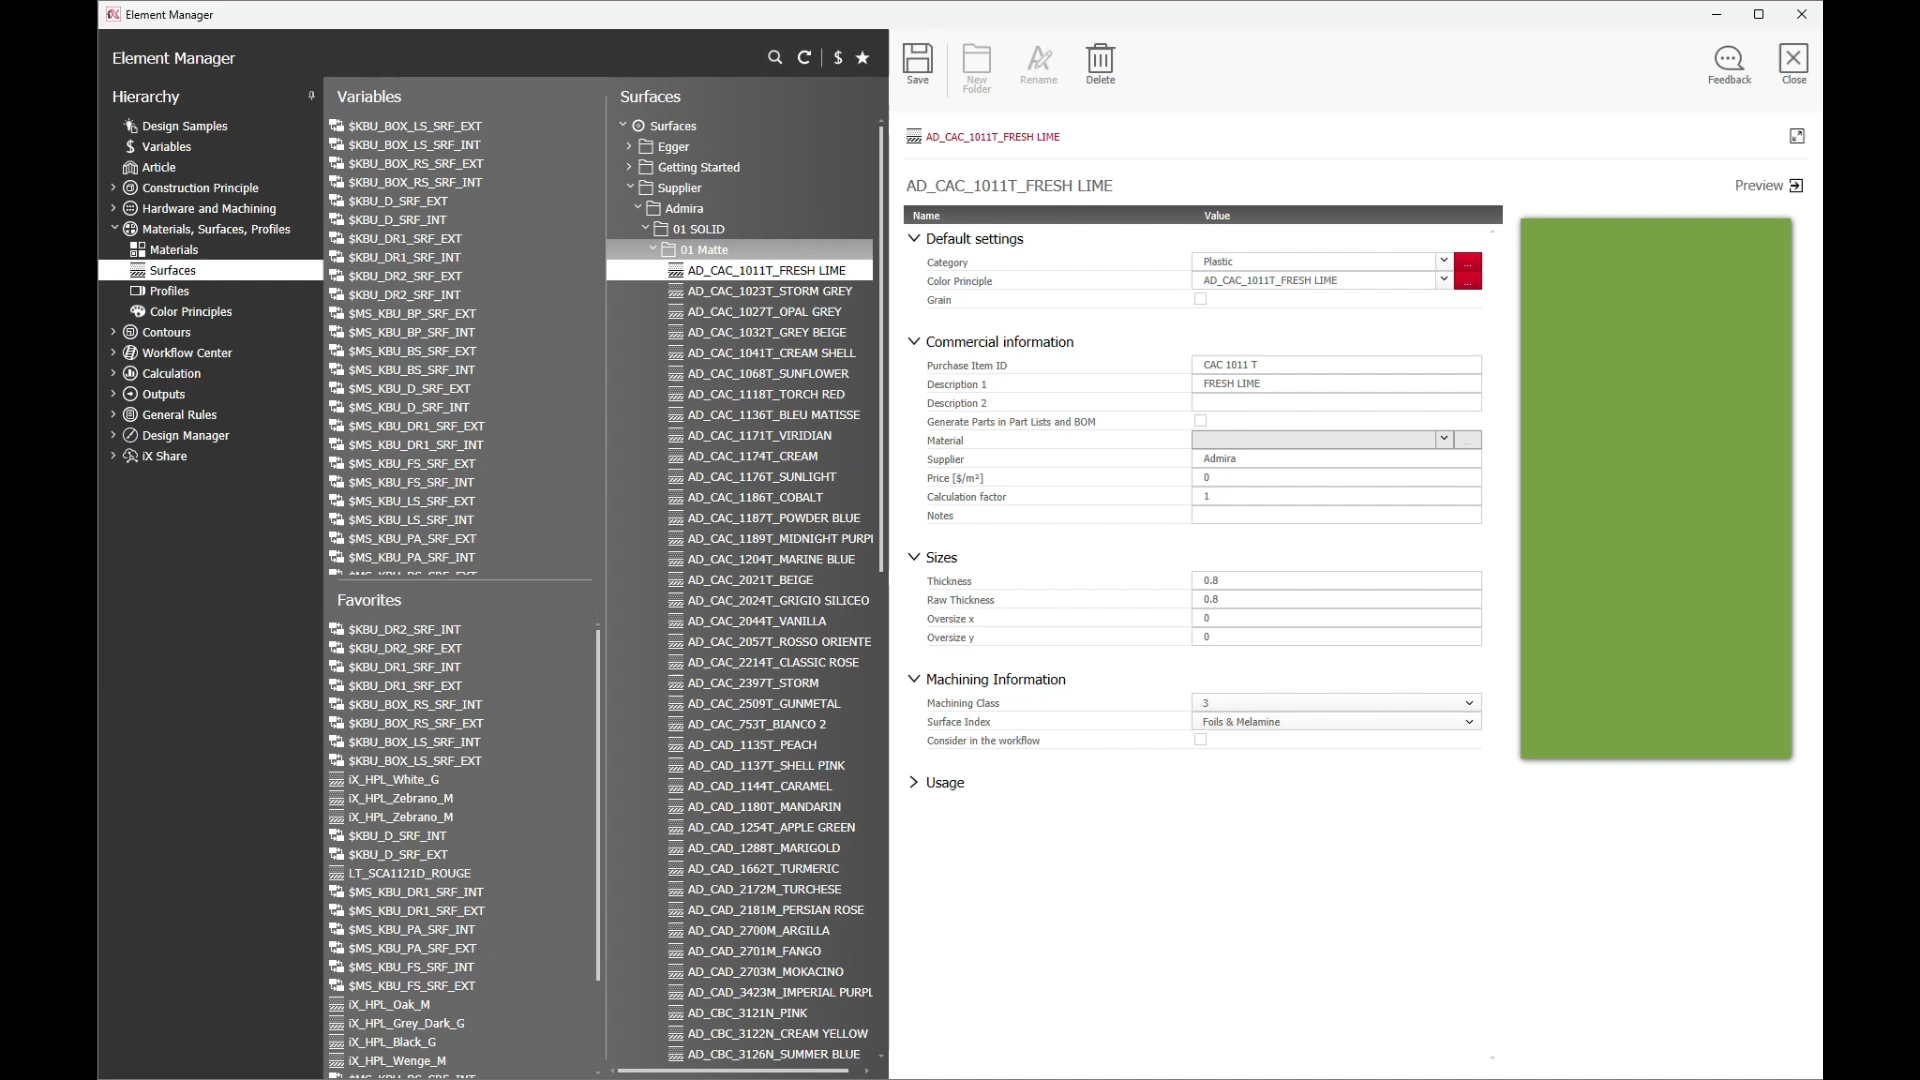 Element Manager
Element Manager
$
Hierarchy
Design Samples
$ Variables
Article
Construction Principle
Hardware and Machining
Materials, Surfaces, Profiles
Materials
Surfaces
Profiles
Color Principles
Contours
Workflow Center
Calculation
Outputs
General Rules
Design Manager
iX Share
Variables
$KBU_BOX_LS_SRF_EXT
$KBU_BOX_LS_SRF_INT
$KBU_BOX_RS_SRF_EXT
$KBU_BOX_RS_SRF_INT
$KBU_D_SRF_EXT
$KBU_D_SRF_INT
$KBU_DR1_SRF_EXT
$KBU_DR1_SRF_INT
$KBU_DR2_SRF_EXT
$KBU_DR2_SRF_INT
$MS_KBU_BP_SRF_EXT
$MS_KBU_BP_SRF_INT
$MS_KBU_BS_SRF_EXT
$MS_KBU_BS_SRF_INT
$MS_KBU_D_SRF_EXT
$MS_KBU_D_SRF_INT
$MS_KBU_DR1_SRF_EXT
$MS_KBU_DR1_SRF_INT
$MS_KBU_FS_SRF_EXT
$MS_KBU_FS_SRF_INT
$MS_KBU_LS_SRF_EXT
$MS_KBU_LS_SRF_INT
$MS_KBU_PA_SRF_EXT
$MS_KBU_PA_SRF_INT
Favorites
$KBU_DR2_SRF_INT
$KBU_DR2_SRF_EXT
$KBU_DR1_SRF_INT
$KBU_DR1_SRF_EXT
$KBU_BOX_RS_SRF_INT
$KBU_BOX_RS_SRF_EXT
$KBU_BOX_LS_SRF_INT
$KBU_BOX_LS_SRF_EXT
iX_HPL_White_G
iX_HPL_Zebrano_M
iX_HPL_Zebrano_M
$KBU_D_SRF_INT
$KBU_D_SRF_EXT
LT_SCA1121D_ROUGE
$MS_KBU_DR1_SRF_INT
$MS_KBU_DR1_SRF_EXT
$MS_KBU_PA_SRF_INT
$MS_KBU_PA_SRF_EXT
$MS_KBU_FS_SRF_INT
$MS_KBU_FS_SRF_EXT
iX_HPL_Oak_M
iX_HPL_Grey_Dark_G
iX_HPL_Black_G
iX_HPL_Wenge_M
Surfaces
Surfaces
Egger
Getting Started
Supplier
Admira
01 SOLID
01 Matte
AD_CAC_1011T_FRESH LIME
AD_CAC_1023T_STORM GREY
AD_CAC_1027T_OPAL GREY
AD_CAC_1032T_GREY BEIGE
AD_CAC_1041T_CREAM SHELL
AD_CAC_1068T_SUNFLOWER
AD_CAC_1118T_TORCH RED
AD_CAC_1136T_BLEU MATISSE
AD_CAC_1171T_VIRIDIAN
AD_CAC_1174T_CREAM
AD_CAC_1176T_SUNLIGHT
AD_CAC_1186T_COBALT
AD_CAC_1187T_POWDER BLUE
AD_CAC_1189T_MIDNIGHT PURPI
AD_CAC_1204T_MARINE BLUE
AD_CAC_2021T_BEIGE
AD_CAC_2024T_GRIGIO SILICEO
AD_CAC_2044T_VANILLA
AD_CAC_2057T_ROSSO ORIENTE
AD_CAC_2214T_CLASSIC ROSE
AD_CAC_2397T_STORM
AD_CAC_2509T_GUNMETAL
AD_CAC_753T_BIANCO 2
AD_CAD_1135T_PEACH
AD_CAD_1137T_SHELL PINK
AD_CAD_1144T_CARAMEL
AD_CAD_1180T_MANDARIN
AD_CAD_1254T_APPLE GREEN
AD_CAD_1288T_MARIGOLD
AD_CAD_1662T_TURMERIC
AD_CAD_2172M_TURCHESE
AD_CAD_2181M_PERSIAN ROSE
AD_CAD_2700M_ARGILLA
AD_CAD_2701M_FANGO
AD_CAD_2703M_MOKACINO
AD_CAD_3423M_IMPERIAL PURPL
AD_CBC_3121N_PINK
AD_CBC_3122N_CREAM YELLOW
AD_CBC_3126N_SUMMER BLUE
Save
New Folder
Rename
Delete
Feedback
Close
AD_CAC_1011T_FRESH LIME
AD_CAC_1011T_FRESH LIME
Preview
Name Value
Default settings
Category Plastic ...
Color Principle AD_CAC_1011T_FRESH LIME ...
Grain
Commercial information
Purchase Item ID CAC 1011 T
Description 1 FRESH LIME
Description 2
Generate Parts in Part Lists and BOM
Material ...
Supplier Admira
Price [$/m²] 0
Calculation factor 1
Notes
Sizes
Thickness 0.8
Raw Thickness 0.8
Oversize x 0
Oversize y 0
Machining Information
Machining Class 3
Surface Index Foils & Melamine
Consider in the workflow
Usage